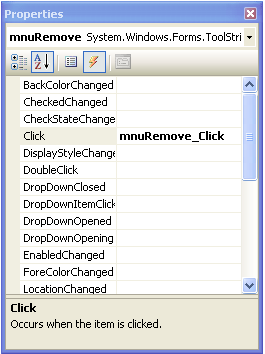 Properties
mnuRemove System.Windows.Forms.ToolStri
BackColorChanged
CheckedChanged
CheckStateChange
Click mnuRemove_Click
DisplayStyleChange
DoubleClick
DropDownClosed
DropDownItemClick
DropDownOpened
DropDownOpening
EnabledChanged
ForeColorChanged
LocationChanged
Click
Occurs when the item is clicked.